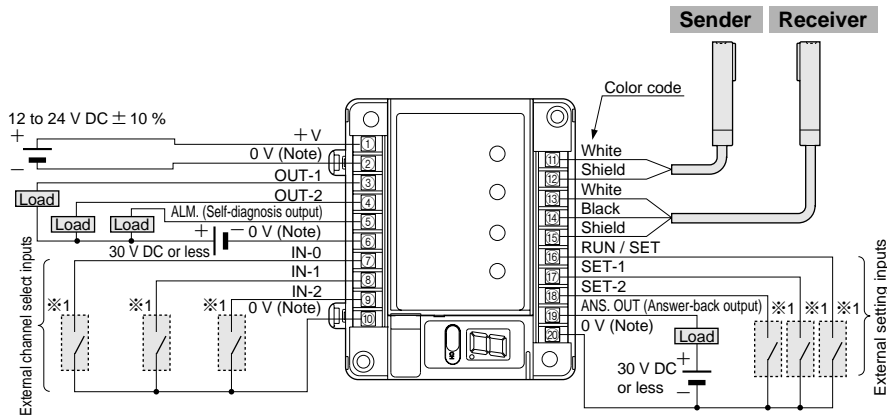 Sender Receiver
Color code
12 to 24 V DC ± 10 %
+
−
+V
0 V (Note)
OUT-1
OUT-2
ALM. (Self-diagnosis output)
Load
Load
Load
+
− 0 V (Note)
30 V DC or less
IN-0
IN-1
IN-2
0 V (Note)
※1
※1
※1
External channel select inputs
1
2
3
4
5
6
7
8
9
10
11
12
13
14
15
16
17
18
19
20
White
Shield
White
Black
Shield
RUN / SET
SET-1
SET-2
ANS. OUT (Answer-back output)
0 V (Note)
Load
+
30 V DC
or less
−
※1 ※1 ※1
External setting inputs